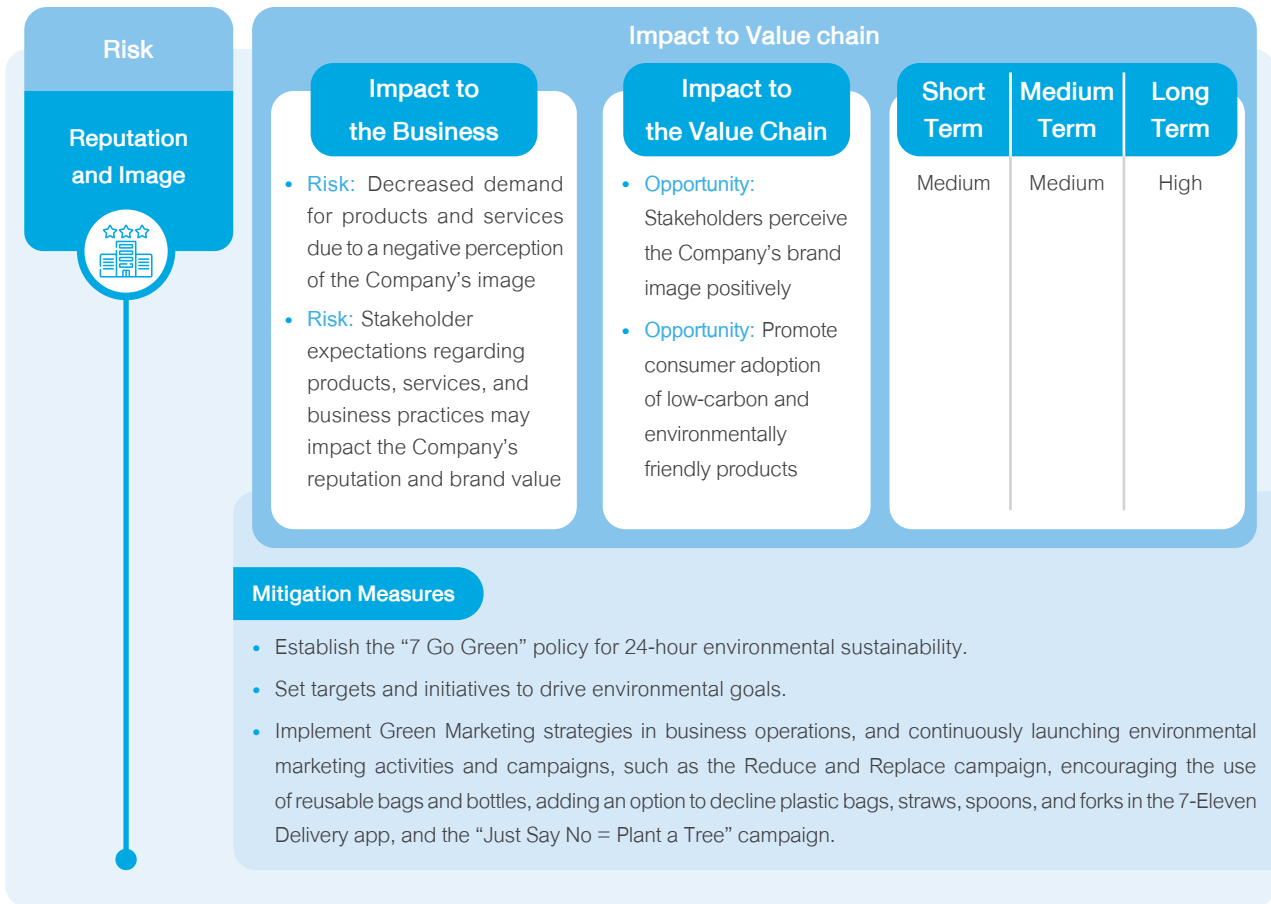 Risk
Reputation
and Image
Impact to Value chain
Impact to
the Business
• Risk: Decreased demand
for products and services
due to a negative perception
of the Company’s image
• Risk: Stakeholder
expectations regarding
products, services, and
business practices may
impact the Company’s
reputation and brand value
Impact to
the Value Chain
• Opportunity:
Stakeholders perceive
the Company’s brand
image positively
• Opportunity: Promote
consumer adoption
of low-carbon and
environmentally
friendly products
Short
Term
Medium
Term
Long
Term
Medium
Medium
High
Mitigation Measures
• Establish the “7 Go Green” policy for 24-hour environmental sustainability.
• Set targets and initiatives to drive environmental goals.
• Implement Green Marketing strategies in business operations, and continuously launching environmental
marketing activities and campaigns, such as the Reduce and Replace campaign, encouraging the use
of reusable bags and bottles, adding an option to decline plastic bags, straws, spoons, and forks in the 7-Eleven
Delivery app, and the “Just Say No = Plant a Tree” campaign.